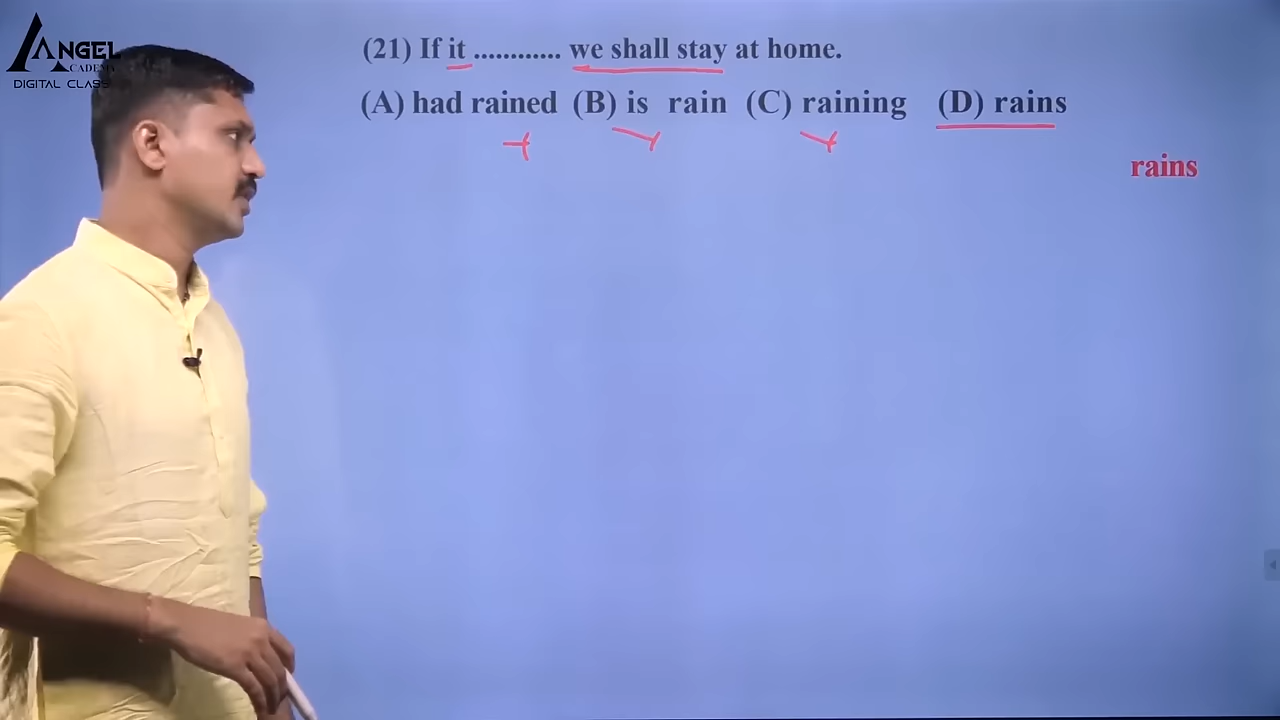 ANGEL
ACADEMY
DIGITAL CLASS
(21) If it ............ we shall stay at home.
(A) had rained (B) is rain (C) raining (D) rains
rains